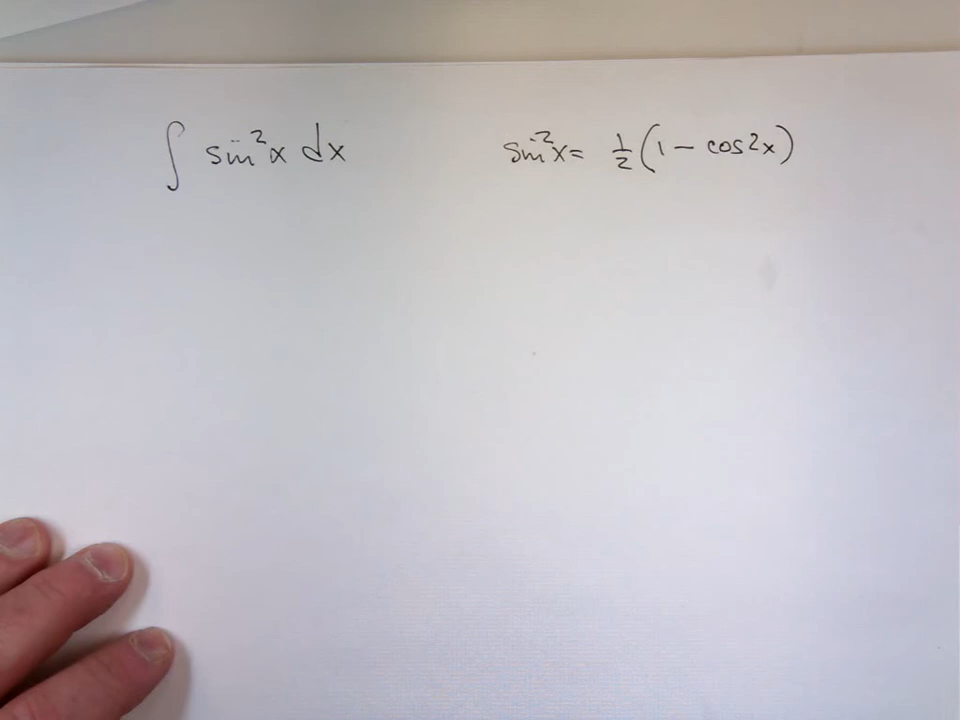 ∫ sin²x dx sin²x = ½(1 − cos2x)